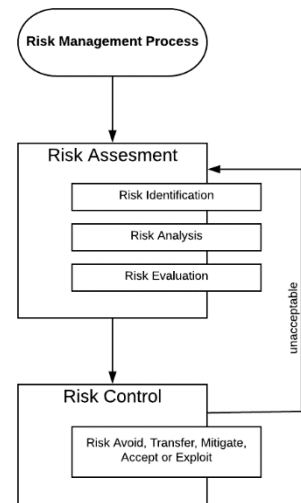 Risk Management Process
Risk Assesment
Risk Identification
Risk Analysis
Risk Evaluation
unacceptable
Risk Control
Risk Avoid, Transfer, Mitigate,
Accept or Exploit